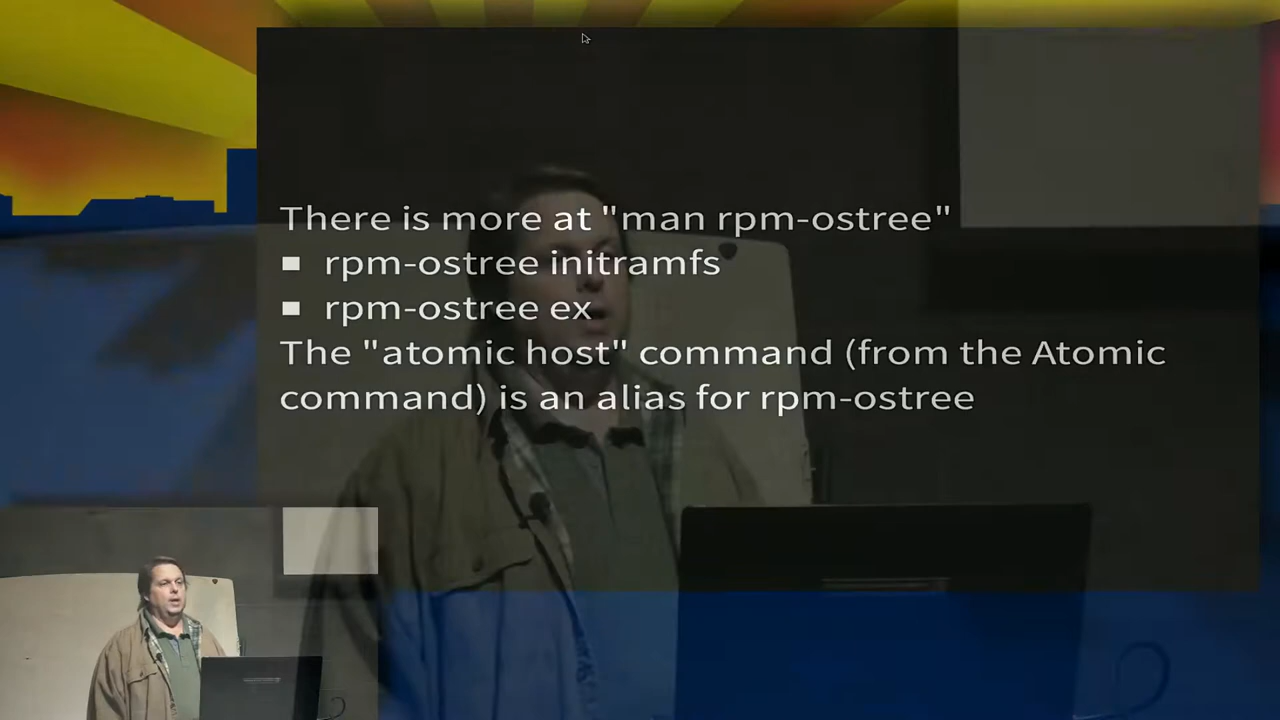 There is more at "man rpm-ostree"
▪ rpm-ostree initramfs
▪ rpm-ostree ex
The "atomic host" command (from the Atomic
command) is an alias for rpm-ostree